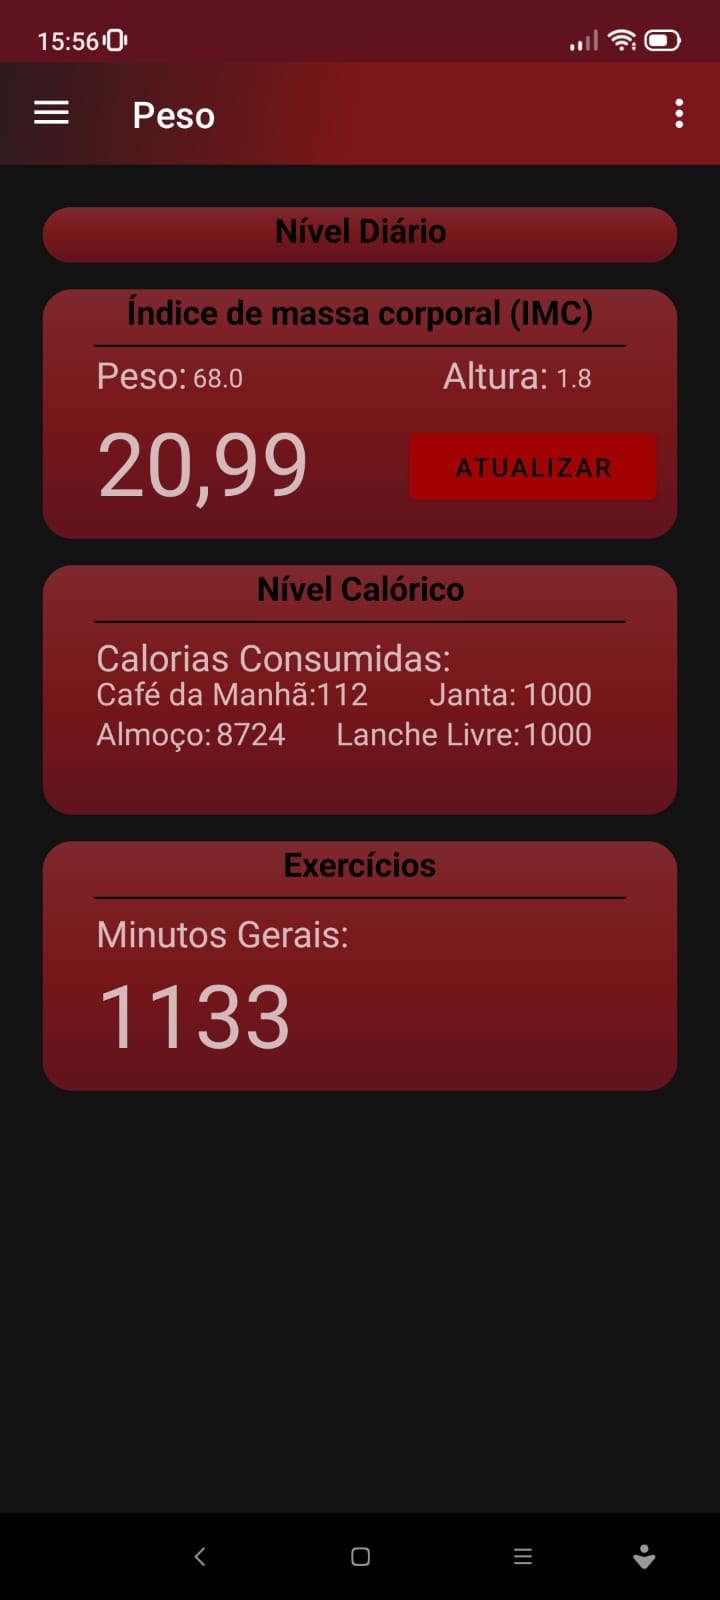 15:56
Peso
Nível Diário
Índice de massa corporal (IMC)
Peso: 68.0 Altura: 1.8
20,99 ATUALIZAR
Nível Calórico
Calorias Consumidas:
Café da Manhã:112 Janta: 1000
Almoço: 8724 Lanche Livre:1000
Exercícios
Minutos Gerais:
1133